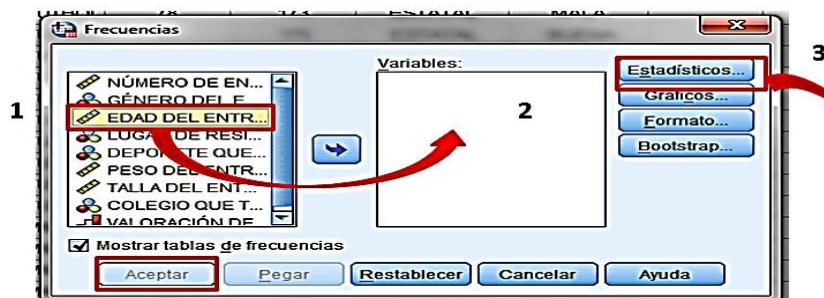 Frecuencias
Variables:
NÚMERO DE EN...
GÉNERO DEL E...
EDAD DEL ENTR...
LUGAR DE RESI...
DEPORTE QUE...
PESO DEL ENTR...
TALLA DEL ENT...
COLEGIO QUE T...
VALORACIÓN DE
1
2
3
Estadísticos...
Gráficos...
Formato...
Bootstrap...
Mostrar tablas de frecuencias
Aceptar
Pegar
Restablecer
Cancelar
Ayuda